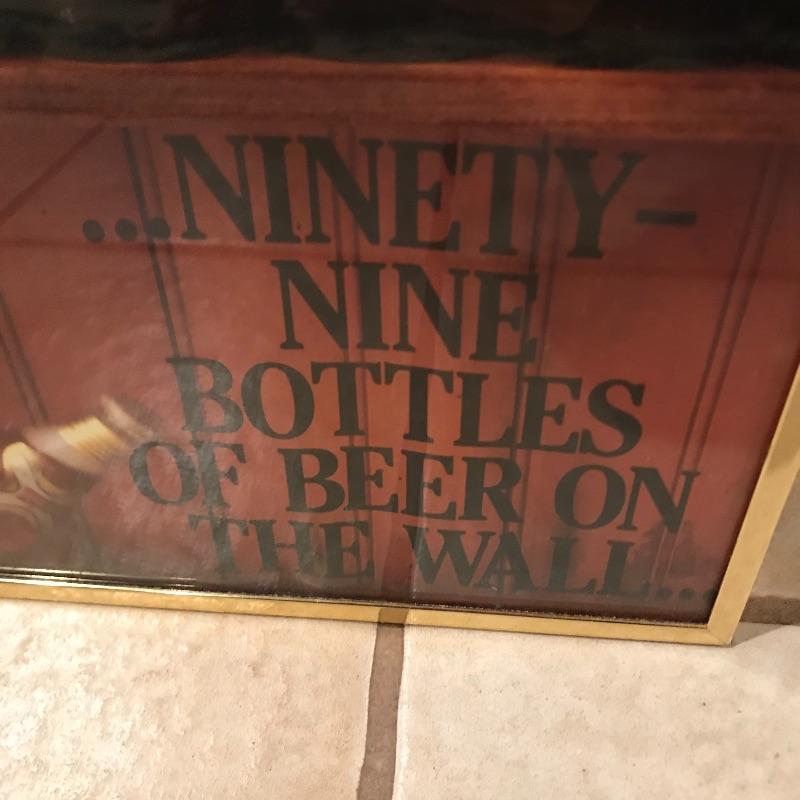 ...NINETY-
NINE
BOTTLES
OF BEER ON
THE WALL...